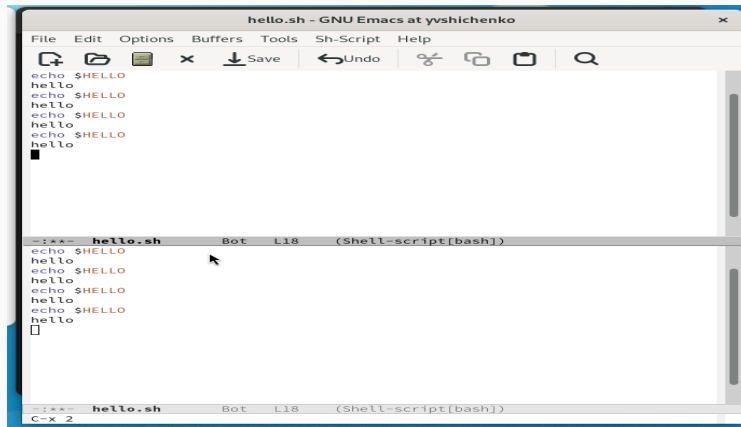 hello.sh - GNU Emacs at yvshichenko ×
File Edit Options Buffers Tools Sh-Script Help
Save Undo
echo $HELLO
hello
echo $HELLO
hello
echo $HELLO
hello
echo $HELLO
hello
-:**- hello.sh Bot L18 (Shell-script[bash])
echo $HELLO
hello
echo $HELLO
hello
echo $HELLO
hello
echo $HELLO
hello
-:**- hello.sh Bot L18 (Shell-script[bash])
C-x 2